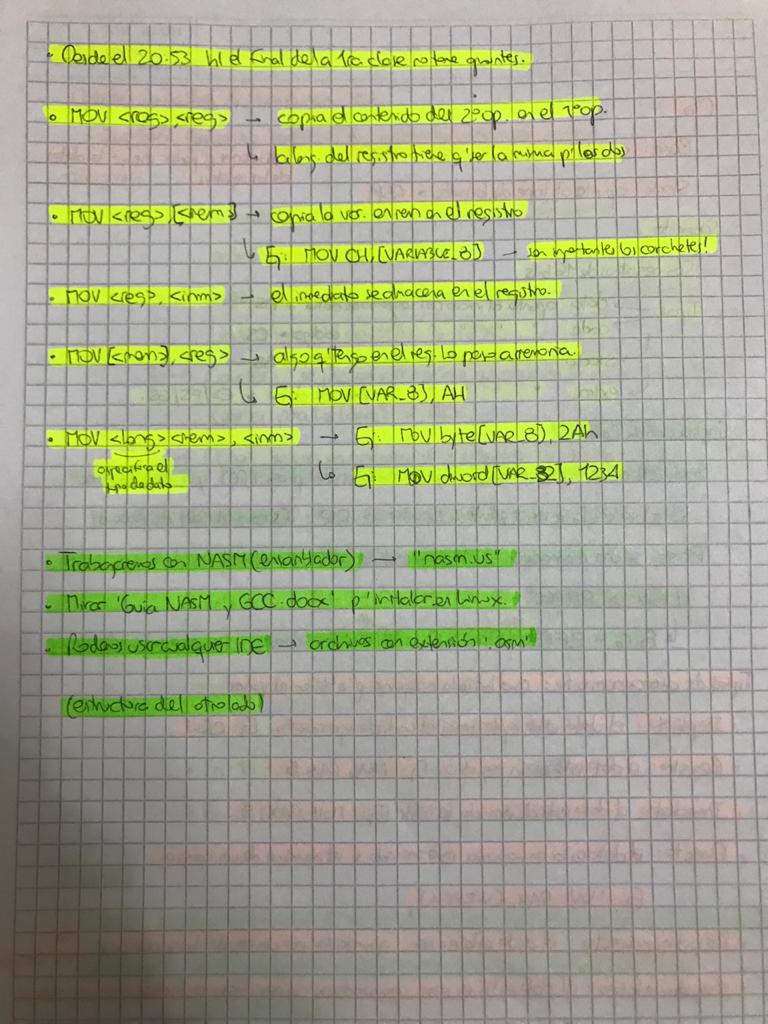 • Desde el 20:53 h/ el final de la 1ra clase no tene apuntes.
• MOV <reg>, <reg> → copia el contenido del 2º op. en el 1º op.
↳ la long. del registro tiene q' ser la misma p' los dos
• MOV <reg>, [<mem>] → copia la var. en mem en el registro
↳ Ej: MOV CH, [VARIABLE_8] → son importantes los corchetes!
• MOV <reg>, <inm> → el inmediato se almacena en el registro.
• MOV [<mem>], <reg> → algo q' tengo en el reg. lo paso a memoria.
↳ Ej: MOV [VAR_8], AH
• MOV <long> <mem>, <inm> → Ej: MOV byte [VAR_8], 2Ah
especifica el tipo de dato
↳ Ej: MOV dword [VAR_32], 1234
• Trabajaremos con NASM (ensamblador) → "nasm.us"
• Mirar 'Guia NASM y GCC.docx' p' instalar en Linux.
• Podemos usar cualquier IDE → archivos con extensión '.asm'
(estructura del otro lado)